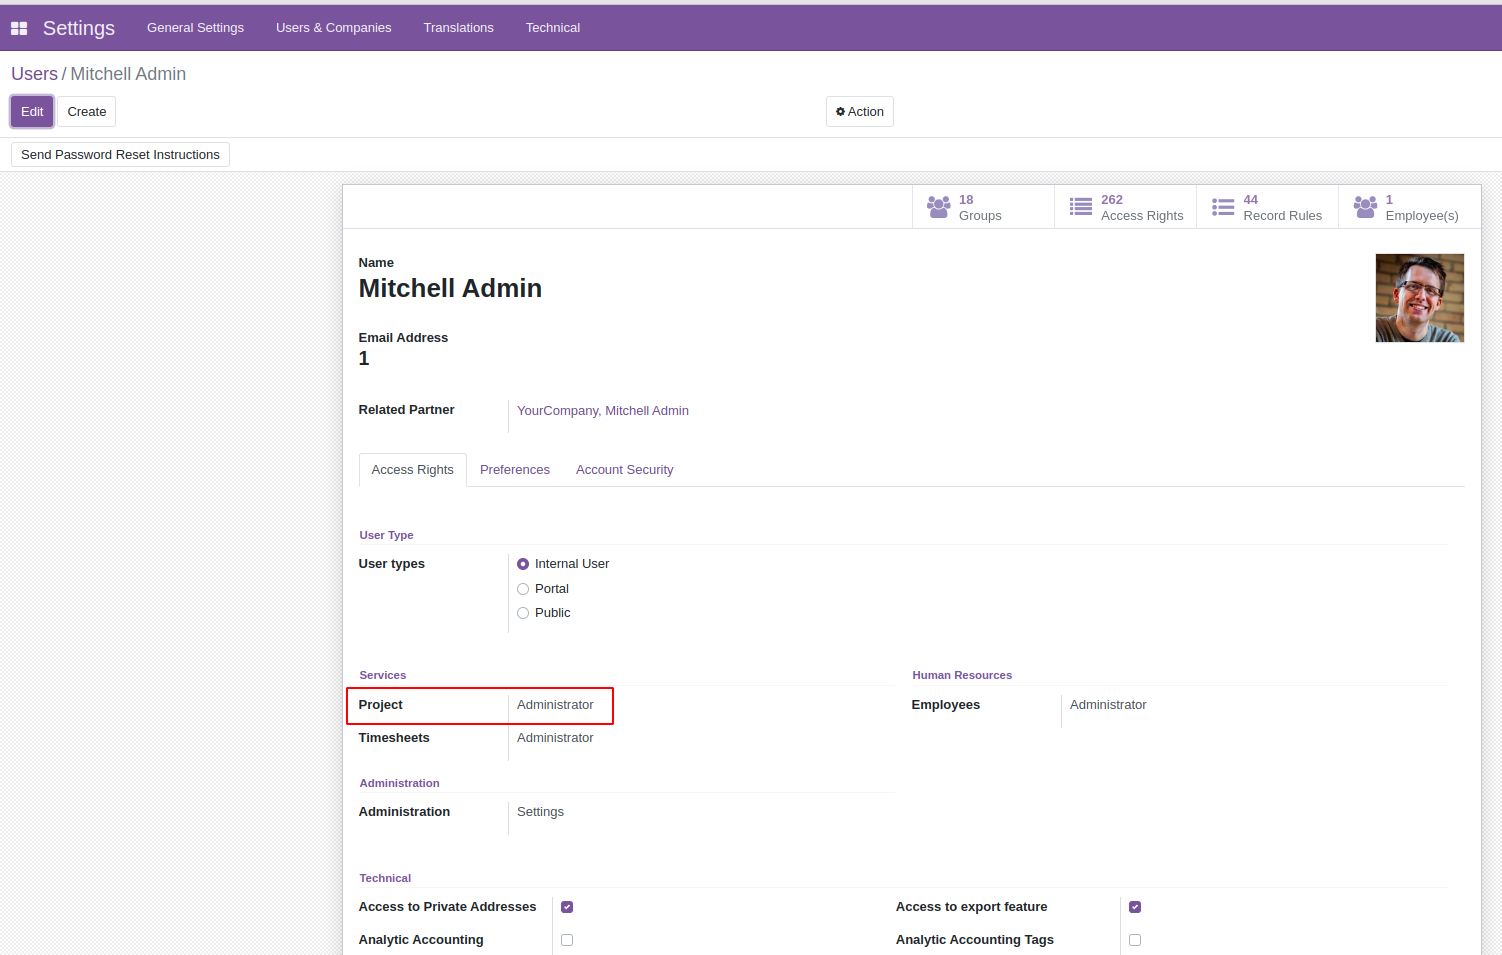 Settings General Settings Users & Companies Translations Technical
Users / Mitchell Admin
Edit Create Action
Send Password Reset Instructions
18 Groups 262 Access Rights 44 Record Rules 1 Employee(s)
Name
Mitchell Admin
Email Address
1
Related Partner YourCompany, Mitchell Admin
Access Rights Preferences Account Security
User Type
User types Internal User
Portal
Public
Services Human Resources
Project Administrator Employees Administrator
Timesheets Administrator
Administration
Administration Settings
Technical
Access to Private Addresses Access to export feature
Analytic Accounting Analytic Accounting Tags